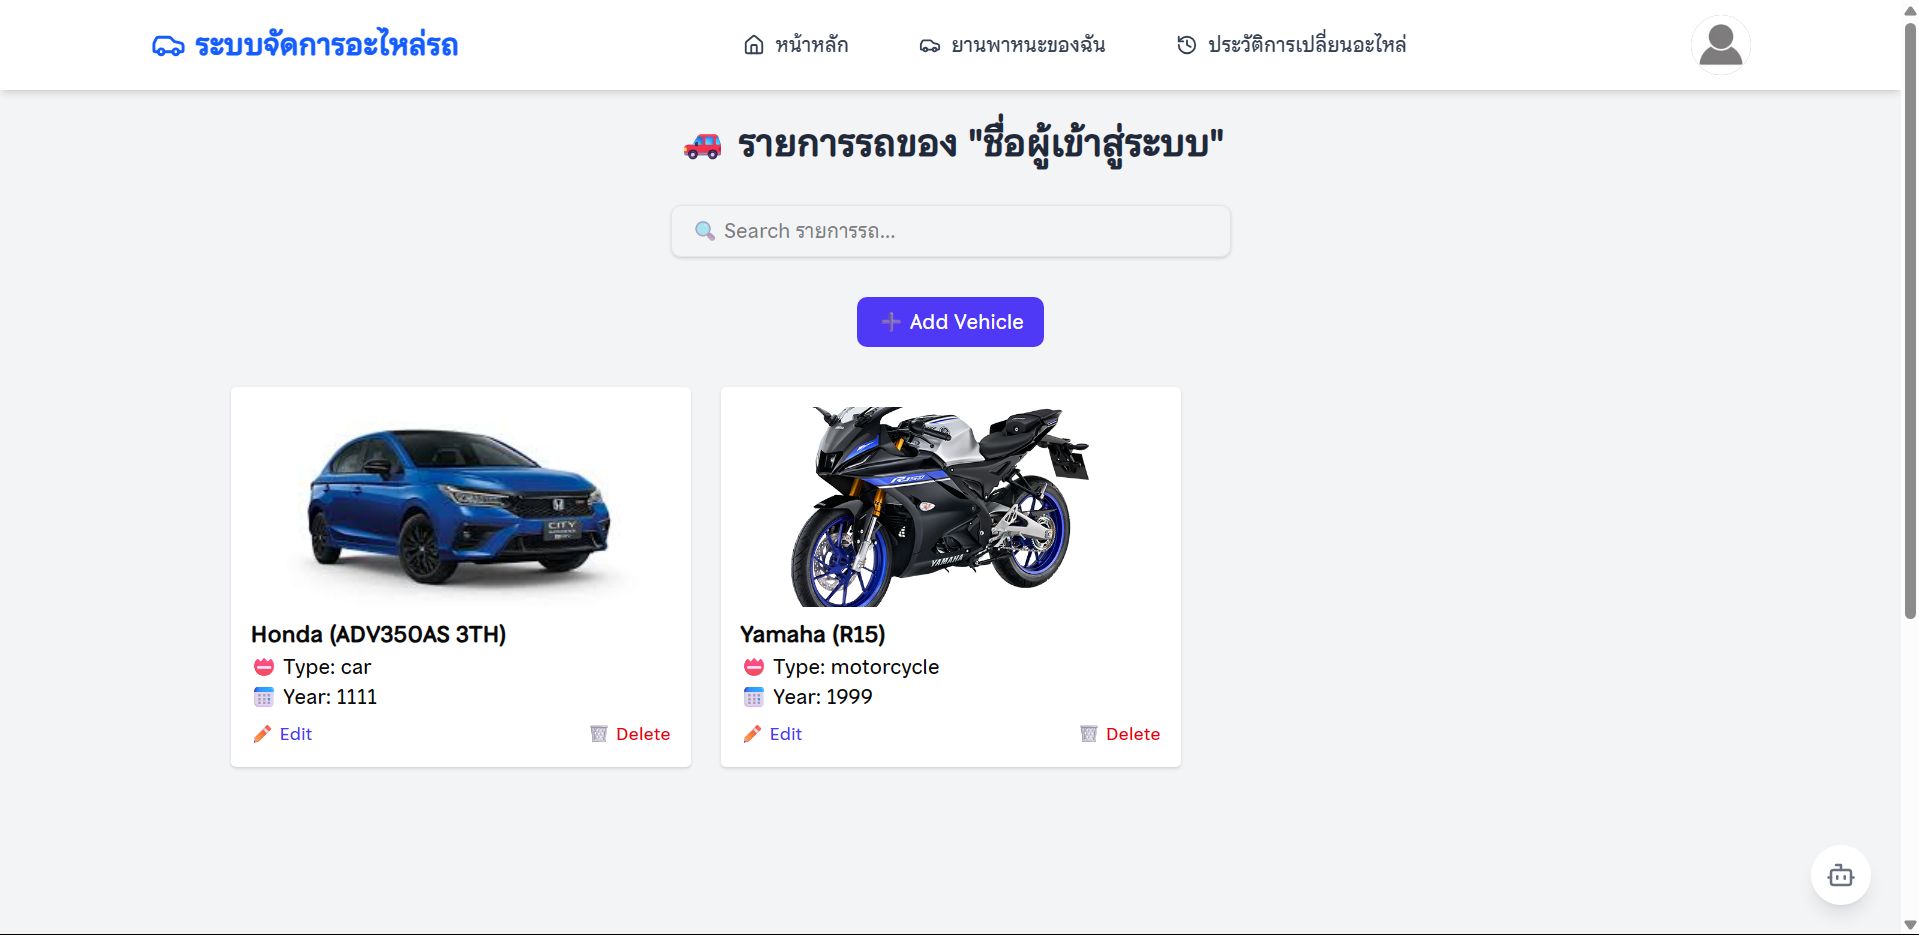 ระบบจัดการอะไหล่รถ
หน้าหลัก
ยานพาหนะของฉัน
ประวัติการเปลี่ยนอะไหล่
รายการรถของ "ชื่อผู้เข้าสู่ระบบ"
Search รายการรถ...
Add Vehicle
CITY
R15M
YAMAHA
Honda (ADV350AS 3TH)
Type: car
Year: 1111
Edit
Delete
Yamaha (R15)
Type: motorcycle
Year: 1999
Edit
Delete